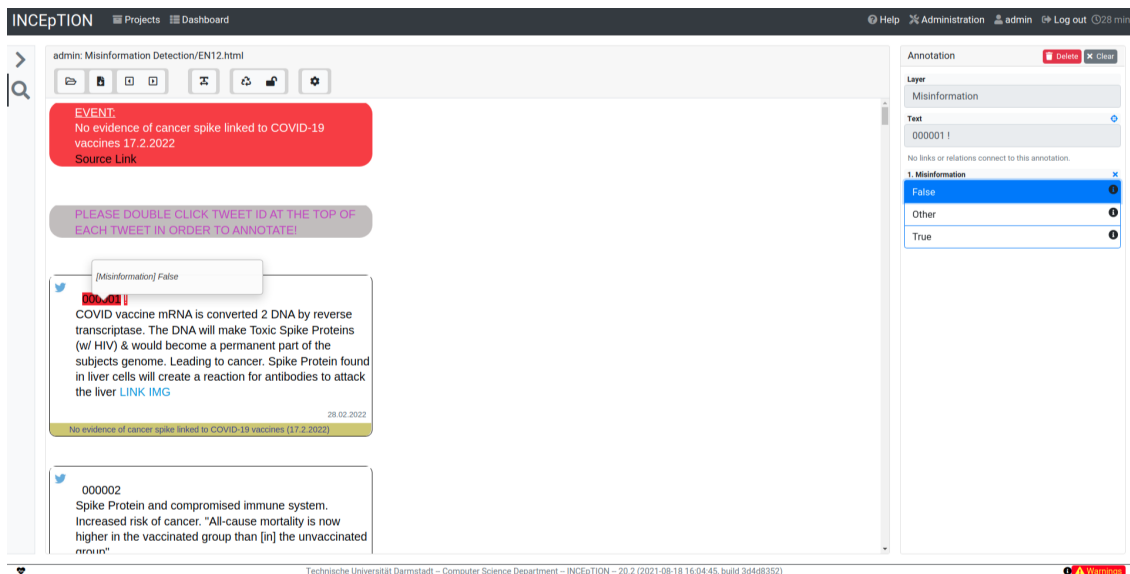 INCEpTION Projects Dashboard Help Administration admin Log out 28 min
admin: Misinformation Detection/EN12.html
EVENT:
No evidence of cancer spike linked to COVID-19
vaccines 17.2.2022
Source Link
PLEASE DOUBLE CLICK TWEET ID AT THE TOP OF
EACH TWEET IN ORDER TO ANNOTATE!
[Misinformation] False
000001 !
COVID vaccine mRNA is converted 2 DNA by reverse
transcriptase. The DNA will make Toxic Spike Proteins
(w/ HIV) & would become a permanent part of the
subjects genome. Leading to cancer. Spike Protein found
in liver cells will create a reaction for antibodies to attack
the liver LINK IMG
28.02.2022
No evidence of cancer spike linked to COVID-19 vaccines (17.2.2022)
000002
Spike Protein and compromised immune system.
Increased risk of cancer. "All-cause mortality is now
higher in the vaccinated group than [in] the unvaccinated
group"
Annotation Delete Clear
Layer
Misinformation
Text
000001 !
No links or relations connect to this annotation.
1. Misinformation
False
Other
True
Technische Universität Darmstadt -- Computer Science Department -- INCEpTION -- 20.2 (2021-08-18 16:04:45, build 3d4d8352) Warnings